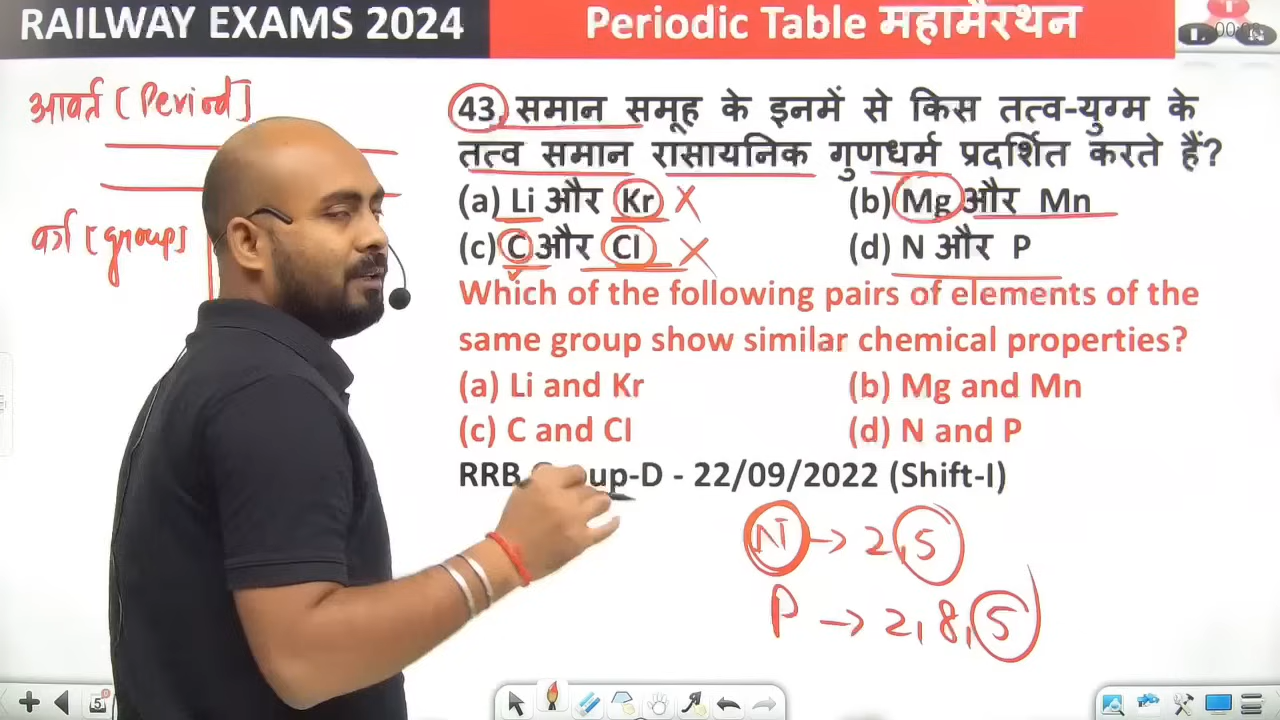 RAILWAY EXAMS 2024
Periodic Table महामैरथन
आवर्त [Period]
वर्ग [group]
43. समान समूह के इनमें से किस तत्व-युग्म के
तत्व समान रासायनिक गुणधर्म प्रदर्शित करते हैं?
(a) Li और Kr (b) Mg और Mn
(c) C और Cl (d) N और P
Which of the following pairs of elements of the
same group show similar chemical properties?
(a) Li and Kr (b) Mg and Mn
(c) C and Cl (d) N and P
RRB Group-D - 22/09/2022 (Shift-I)
N → 2,5
P → 2,8,5